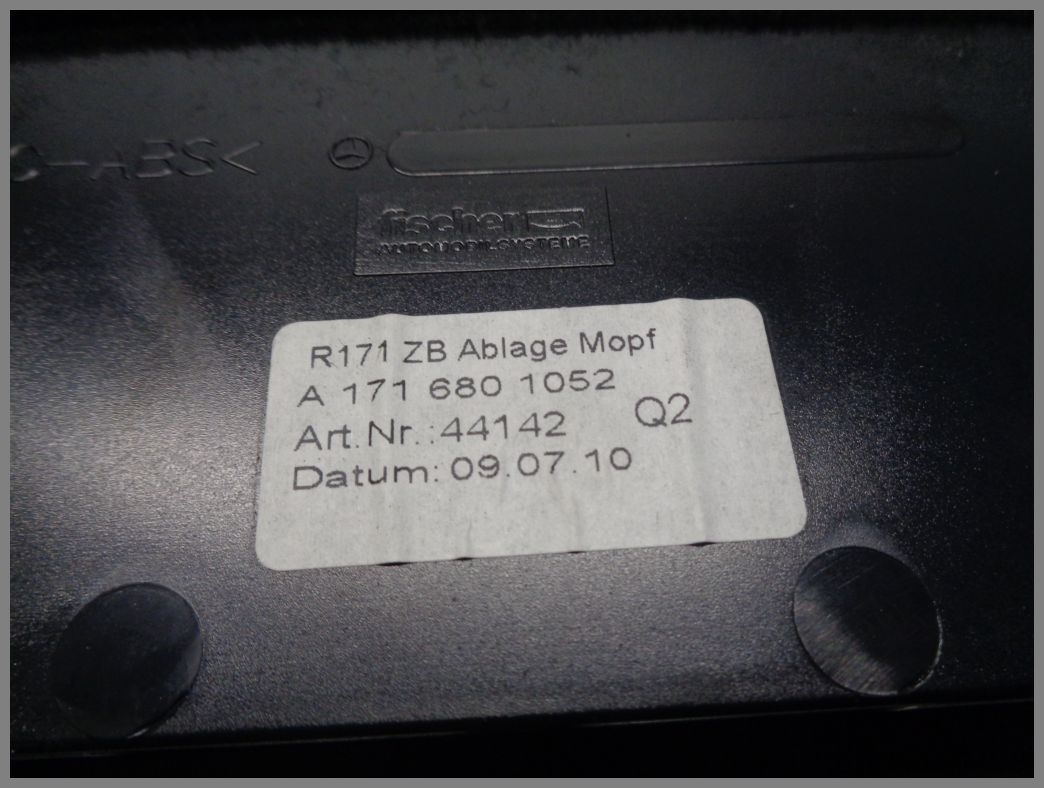 C-ABS<
fischer
AUTOMOBILSYSTEME
R171 ZB Ablage Mopf
A 171 680 1052
Art.Nr.:44142 Q2
Datum: 09.07.10